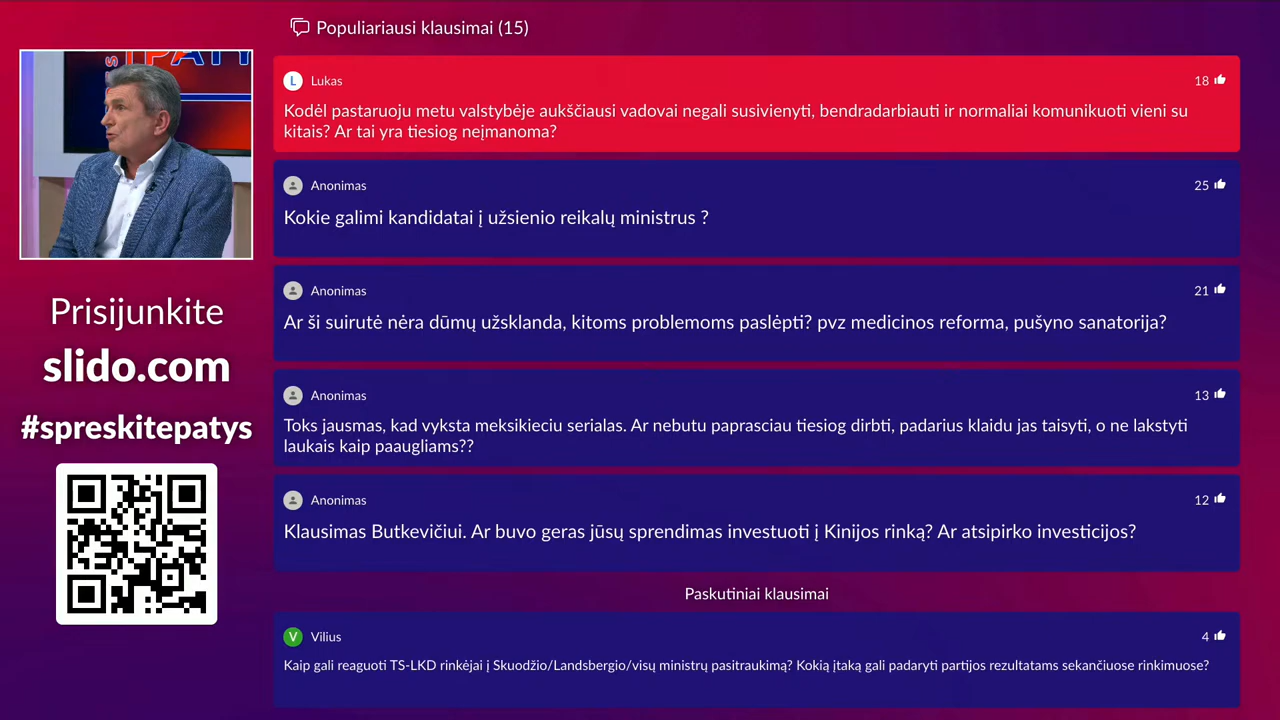 Populiariausi klausimai (15)
L Lukas 18
Kodėl pastaruoju metu valstybėje aukščiausi vadovai negali susivienyti, bendradarbiauti ir normaliai komunikuoti vieni su
kitais? Ar tai yra tiesiog neįmanoma?
Anonimas 25
Kokie galimi kandidatai į užsienio reikalų ministrus ?
Anonimas 21
Ar ši suirutė nėra dūmų užsklanda, kitoms problemoms paslėpti? pvz medicinos reforma, pušyno sanatorija?
Anonimas 13
Toks jausmas, kad vyksta meksikieciu serialas. Ar nebutu paprasciau tiesiog dirbti, padarius klaidu jas taisyti, o ne lakstyti
laukais kaip paaugliams??
Anonimas 12
Klausimas Butkevičiui. Ar buvo geras jūsų sprendimas investuoti į Kinijos rinką? Ar atsipirko investicijos?
Paskutiniai klausimai
V Vilius 4
Kaip gali reaguoti TS-LKD rinkėjai į Skuodžio/Landsbergio/visų ministrų pasitraukimą? Kokią įtaką gali padaryti partijos rezultatams sekančiuose rinkimuose?
Prisijunkite
slido.com
#spreskitepatys